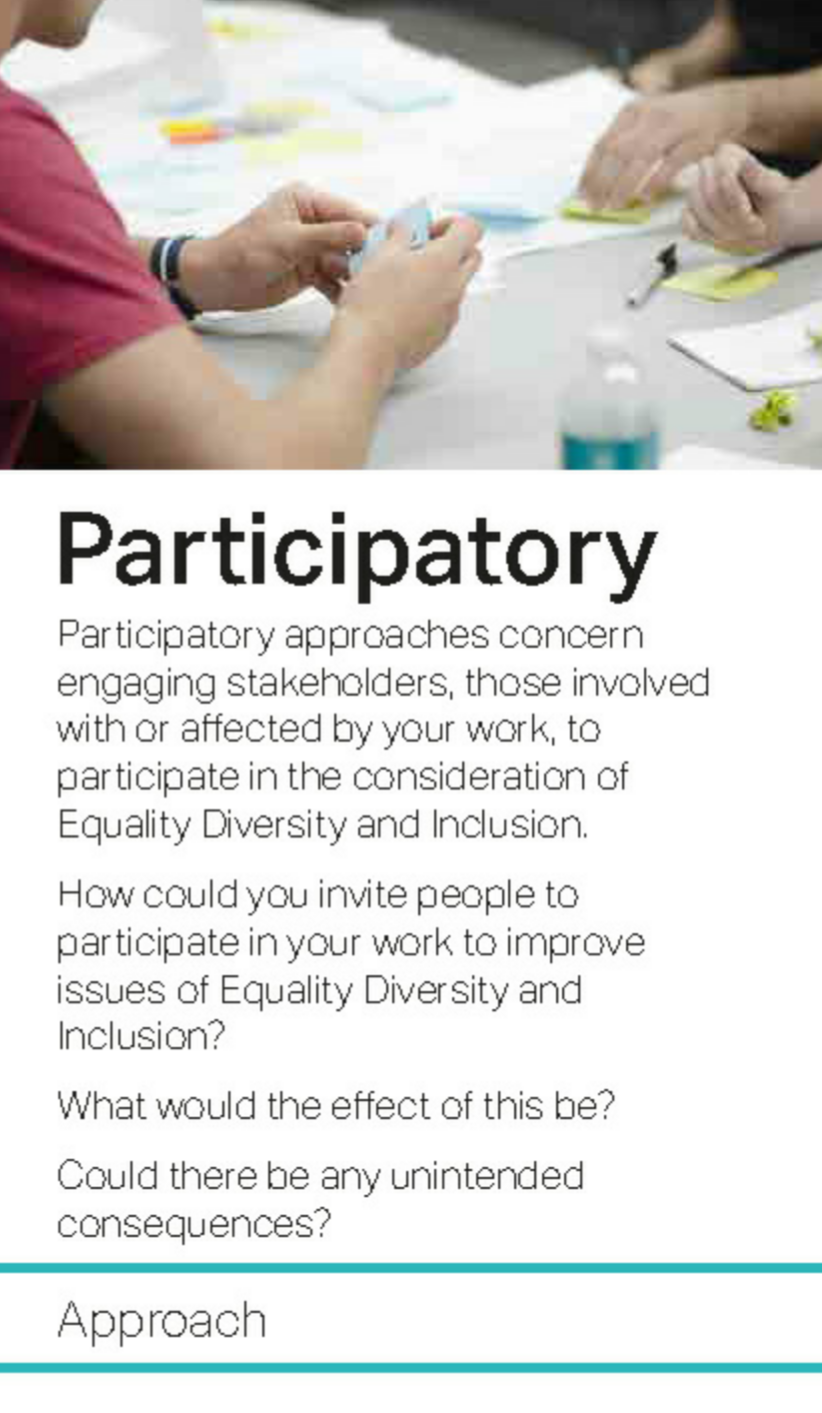 Participatory
Participatory approaches concern
engaging stakeholders, those involved
with or affected by your work, to
participate in the consideration of
Equality Diversity and Inclusion.
How could you invite people to
participate in your work to improve
issues of Equality Diversity and
Inclusion?
What would the effect of this be?
Could there be any unintended
consequences?
Approach